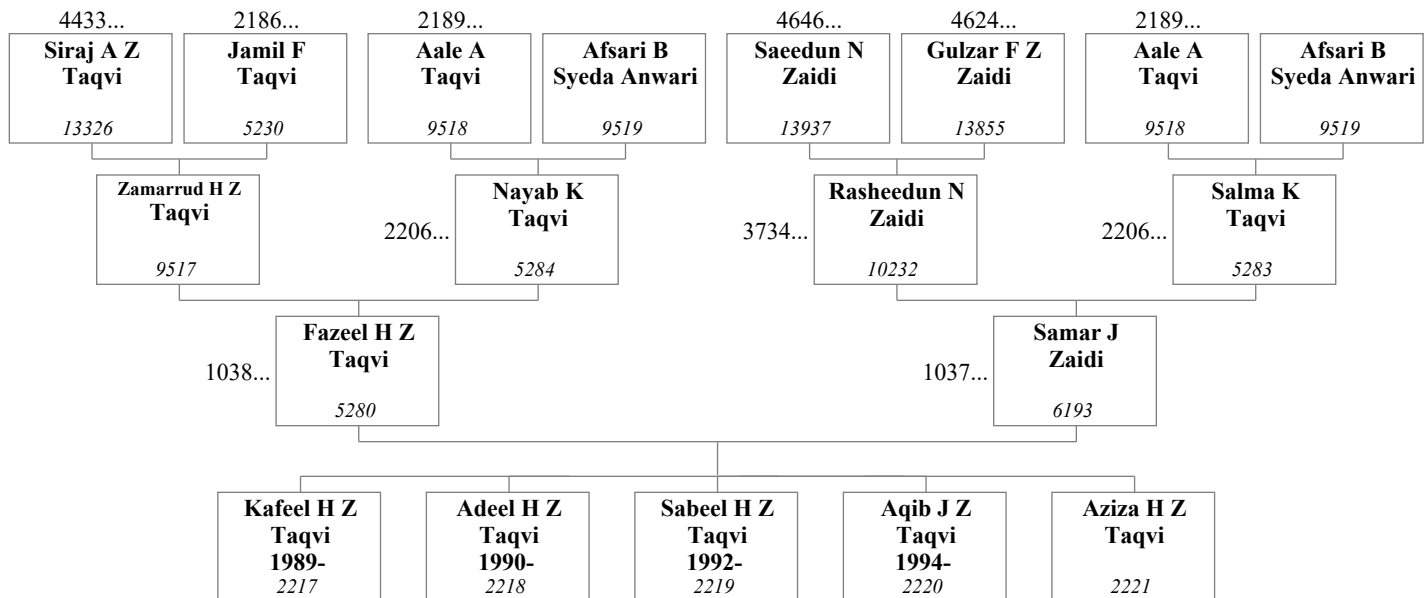 4433... 2186... 2189... 4646... 4624... 2189...
Siraj A Z
Taqvi
13326
Jamil F
Taqvi
5230
Aale A
Taqvi
9518
Afsari B
Syeda Anwari
9519
Saeedun N
Zaidi
13937
Gulzar F Z
Zaidi
13855
Aale A
Taqvi
9518
Afsari B
Syeda Anwari
9519
Zamarrud H Z
Taqvi
9517
2206...
Nayab K
Taqvi
5284
3734...
Rasheedun N
Zaidi
10232
2206...
Salma K
Taqvi
5283
1038...
Fazeel H Z
Taqvi
5280
1037...
Samar J
Zaidi
6193
Kafeel H Z
Taqvi
1989-
2217
Adeel H Z
Taqvi
1990-
2218
Sabeel H Z
Taqvi
1992-
2219
Aqib J Z
Taqvi
1994-
2220
Aziza H Z
Taqvi
2221